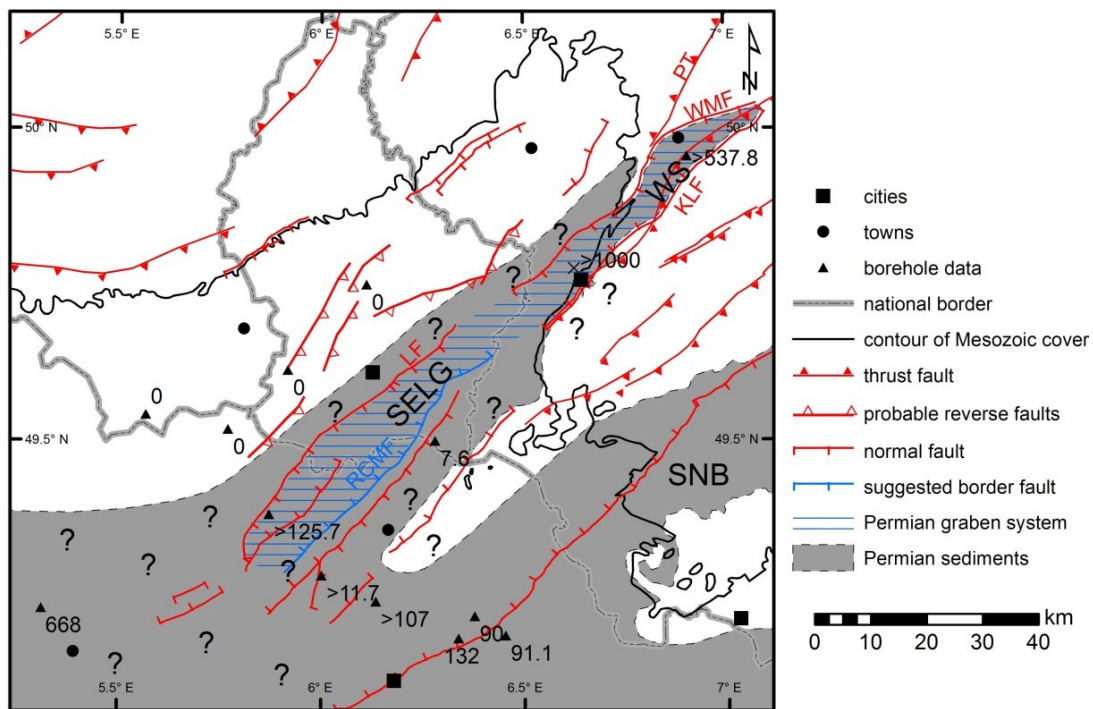 5.5° E 6° E 6.5° E 7° E
N
PT
WMF
50° N 50° N
>537.8
WS
KLF
?
>1000
?
?
0
?
?
LF
SELG
0
?
?
0
49.5° N 49.5° N
0
RCMF
7.6
SNB
?
?
>125.7
?
?
?
?
>11.7
>107
668
90
?
132
91.1
?
?
5.5° E 6° E 6.5° E 7° E
cities
towns
borehole data
national border
contour of Mesozoic cover
thrust fault
probable reverse faults
normal fault
suggested border fault
Permian graben system
Permian sediments
km
0 10 20 30 40